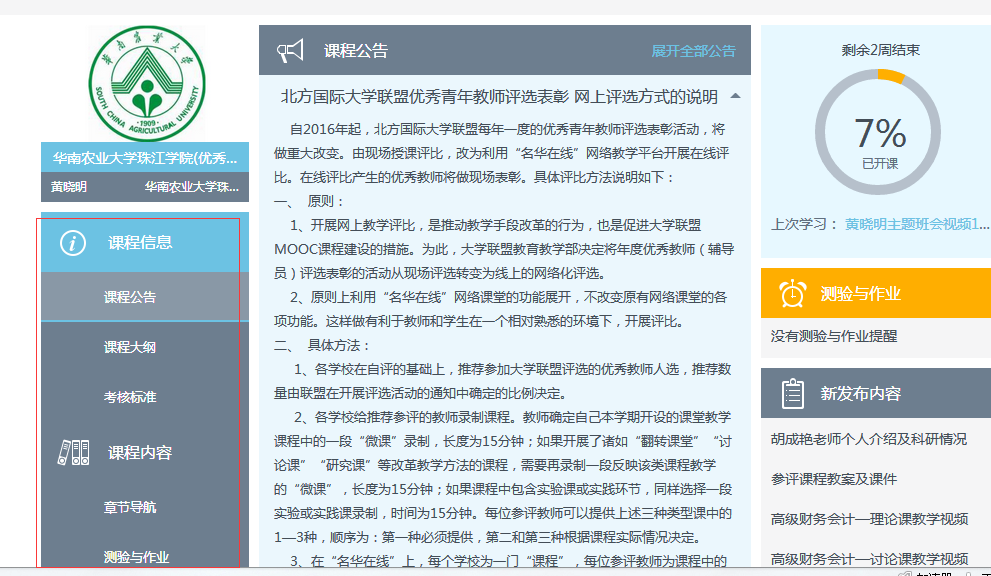 华南农业大学
SOUTH CHINA AGRICULTURAL UNIVERSITY
·1909·
华南农业大学珠江学院(优秀...
黄晓明 华南农业大学珠...
课程信息
课程公告
课程大纲
考核标准
课程内容
章节导航
测验与作业
课程公告 展开全部公告
北方国际大学联盟优秀青年教师评选表彰 网上评选方式的说明
自2016年起，北方国际大学联盟每年一度的优秀青年教师评选表彰活动，将
做重大改变。由现场授课评比，改为利用“名华在线”网络教学平台开展在线评
比。在线评比产生的优秀教师将做现场表彰。具体评比方法说明如下：
一、 原则：
1、开展网上教学评比，是推动教学手段改革的行为，也是促进大学联盟
MOOC课程建设的措施。为此，大学联盟教育教学部决定将年度优秀教师（辅导
员）评选表彰的活动从现场评选转变为线上的网络化评选。
2、原则上利用“名华在线”网络课堂的功能展开，不改变原有网络课堂的各
项功能。这样做有利于教师和学生在一个相对熟悉的环境下，开展评比。
二、 具体方法：
1、各学校在自评的基础上，推荐参加大学联盟评选的优秀教师人选，推荐数
量由联盟在开展评选活动的通知中确定的比例决定。
2、各学校给推荐参评的教师录制课程。教师确定自己本学期开设的课堂教学
课程中的一段“微课”录制，长度为15分钟；如果开展了诸如“翻转课堂”“讨
论课”“研究课”等改革教学方法的课程，需要再录制一段反映该类课程教学
的“微课”，长度为15分钟；如果课程中包含实验课或实践环节，同样选择一段
实验或实践课录制，时间为15分钟。每位参评教师可以提供上述三种类型课中的
1—3种，顺序为：第一种必须提供，第二和第三种根据课程实际情况决定。
3、在“名华在线”上，每个学校为一门“课程”，每位参评教师为课程中的
剩余2周结束
7%
已开课
上次学习： 黄晓明主题班会视频1...
测验与作业
没有测验与作业提醒
新发布内容
胡成艳老师个人介绍及科研情况
参评课程教案及课件
高级财务会计—理论课教学视频
高级财务会计—讨论课教学视频